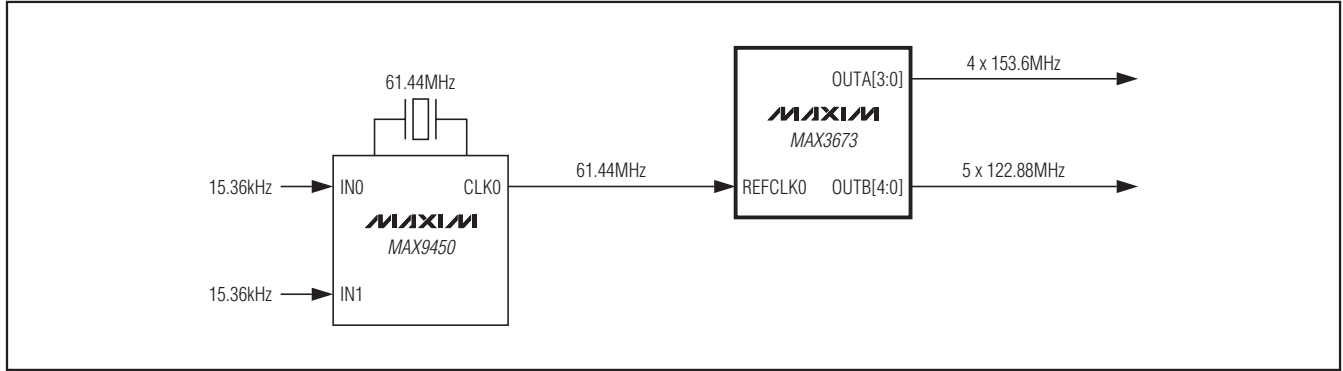 61.44MHz
15.36kHz
IN0
CLK0
MAXIM
MAX9450
15.36kHz
IN1
61.44MHz
OUTA[3:0]
4 x 153.6MHz
MAXIM
MAX3673
REFCLK0
OUTB[4:0]
5 x 122.88MHz